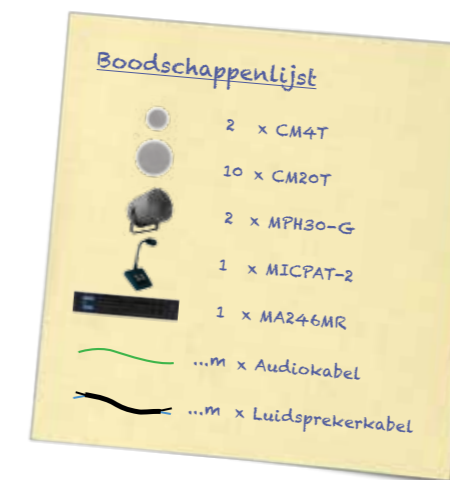 Boodschappenlijst
2 x CM4T
10 x CM20T
2 x MPH30-G
1 x MICPAT-2
1 x MA246MR
...m x Audiokabel
...m x Luidsprekerkabel